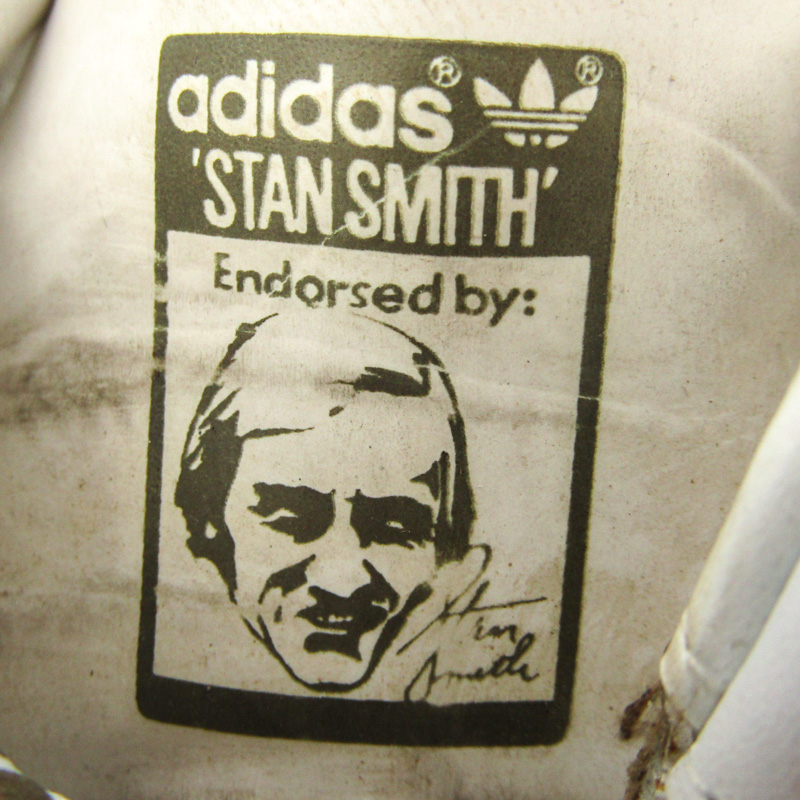 adidas® ®
'STAN SMITH'
Endorsed by:
Stan
Smith